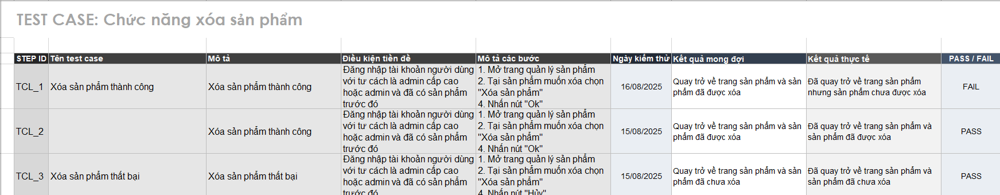 TEST CASE: Chức năng xóa sản phẩm
STEP ID Tên test case Mô tả Điều kiện tiền đề Mô tả các bước Ngày kiểm thử Kết quả mong đợi Kết quả thực tế PASS / FAIL
TCL_1
Xóa sản phẩm thành công
Xóa sản phẩm thành công
Đăng nhập tài khoản người dùng
với tư cách là admin cấp cao
hoặc admin và đã có sản phẩm
trước đó
1. Mở trang quản lý sản phẩm
2. Tại sản phẩm muốn xóa chọn
"Xóa sản phẩm"
4. Nhấn nút "Ok"
16/08/2025
Quay trở về trang sản phẩm và sản
phẩm đã được xóa
Đã quay trở về trang sản phẩm
nhưng sản phẩm chưa được xóa
FAIL
TCL_2
Xóa sản phẩm thành công
Đăng nhập tài khoản người dùng
với tư cách là admin cấp cao
hoặc admin và đã có sản phẩm
trước đó
1. Mở trang quản lý sản phẩm
2. Tại sản phẩm muốn xóa chọn
"Xóa sản phẩm"
4. Nhấn nút "Ok"
15/08/2025
Quay trở về trang sản phẩm và sản
phẩm đã được xóa
Đã quay trở về trang sản phẩm và
sản phẩm đã được xóa
PASS
TCL_3
Xóa sản phẩm thất bại
Xóa sản phẩm thất bại
Đăng nhập tài khoản người dùng
với tư cách là admin cấp cao
hoặc admin và đã có sản phẩm
trước đó
1. Mở trang quản lý sản phẩm
2. Tại sản phẩm muốn xóa chọn
"Xóa sản phẩm"
4. Nhấn nút "Hủy"
15/08/2025
Quay trở về trang sản phẩm và sản
phẩm đã chưa xóa
Đã quay trở về trang sản phẩm và
sản phẩm đã chưa xóa
PASS